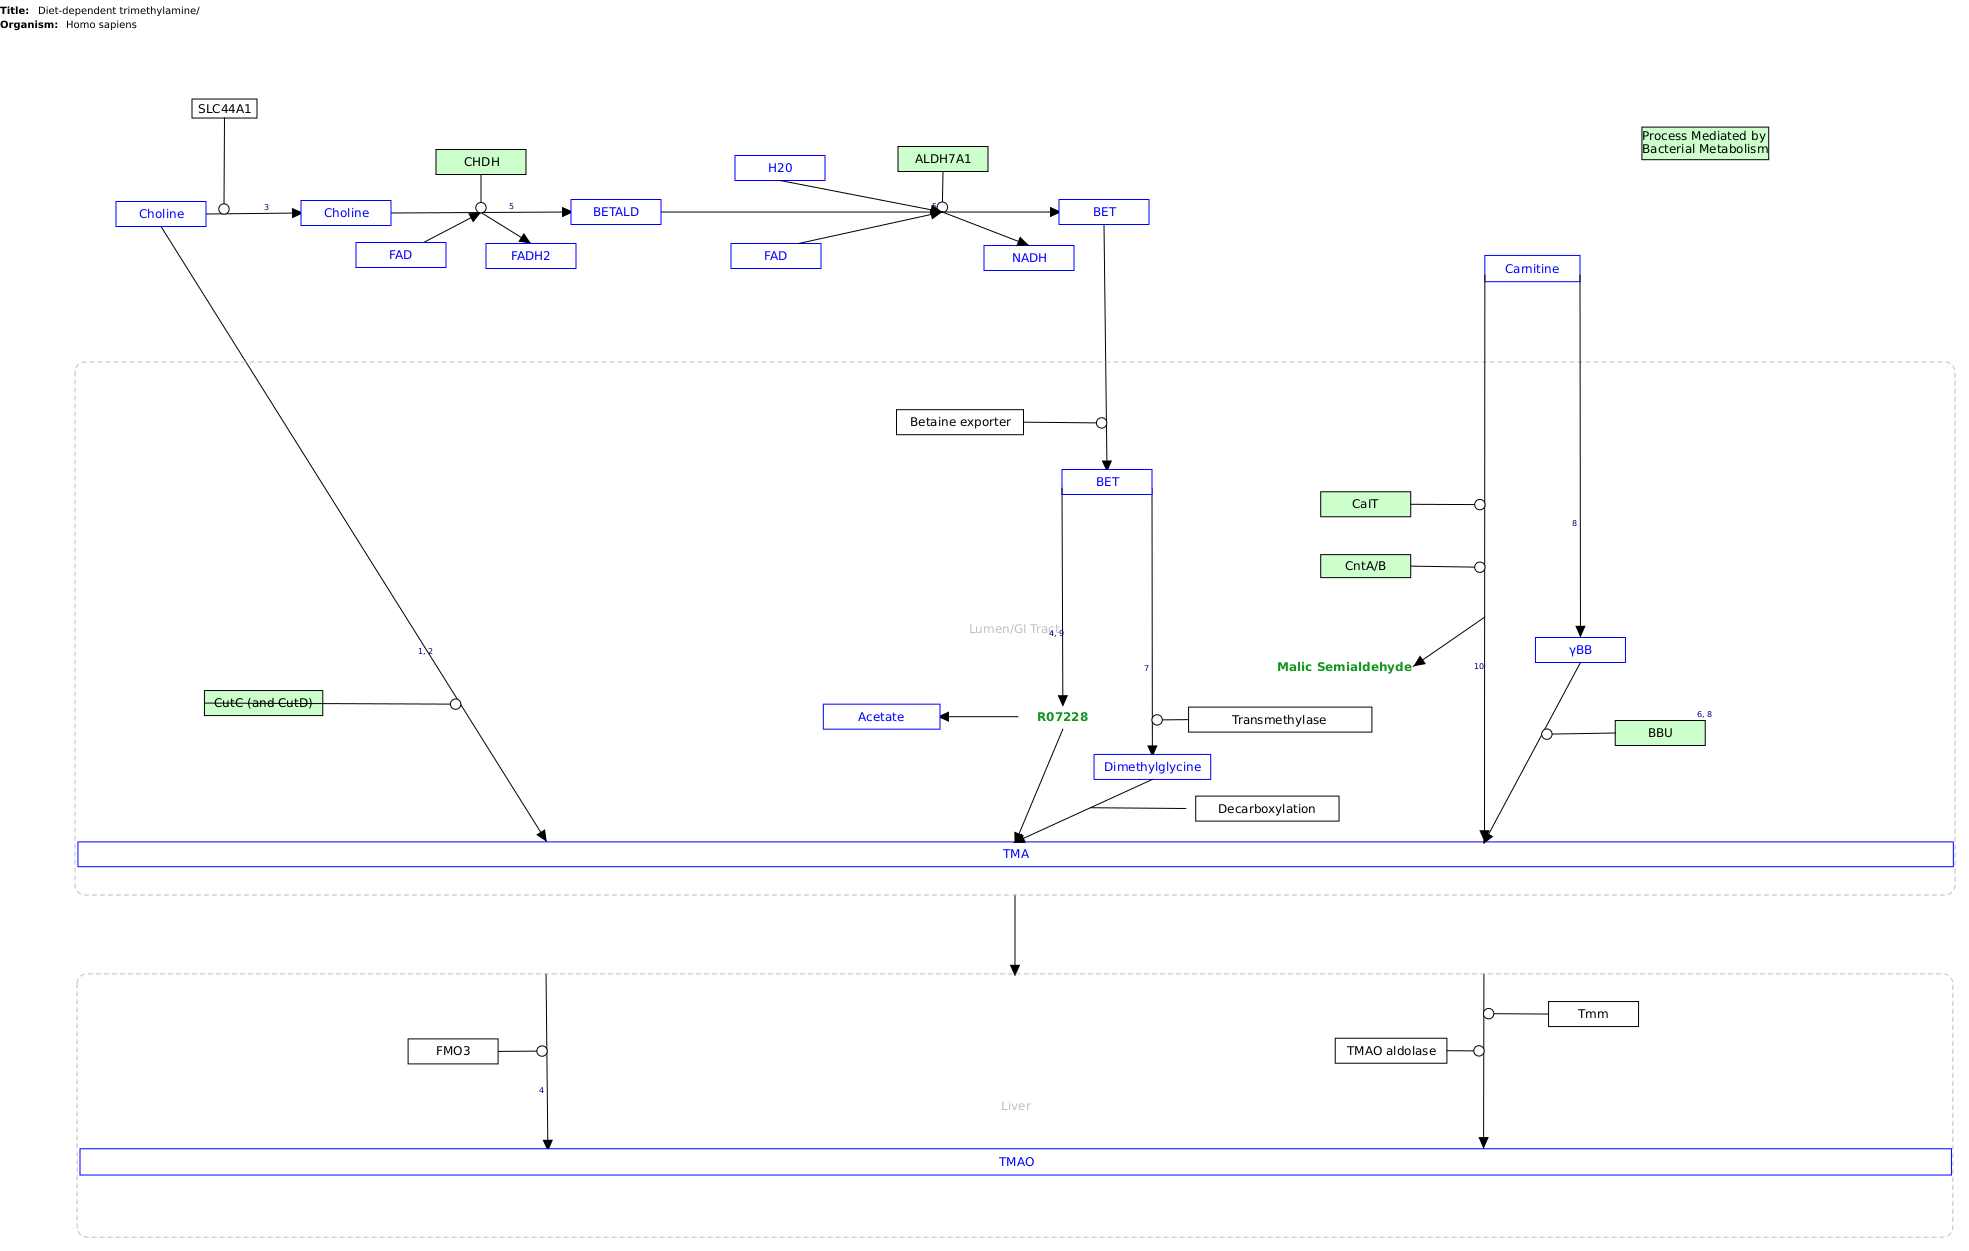 Title: Diet-dependent trimethylamine/
Organism: Homo sapiens
SLC44A1
Process Mediated by
Bacterial Metabolism
CHDH
H20
ALDH7A1
Choline
3
Choline
5
BETALD
6
BET
FAD
FADH2
FAD
NADH
Carnitine
Betaine exporter
BET
CaIT
8
CntA/B
Lumen/GI Tract
4, 9
1, 2
γBB
7
Malic Semialdehyde
10
CutC (and CutD)
Acetate
R07228
Transmethylase
6, 8
BBU
Dimethylglycine
Decarboxylation
TMA
Tmm
FMO3
TMAO aldolase
4
Liver
TMAO